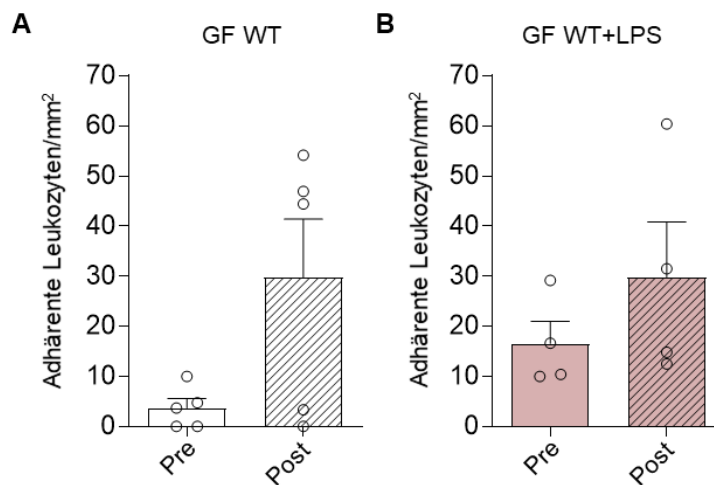 A
GF WT
Adhärente Leukozyten/mm²
70
60
50
40
30
20
10
0
Pre
Post
B
GF WT+LPS
Adhärente Leukozyten/mm²
70
60
50
40
30
20
10
0
Pre
Post